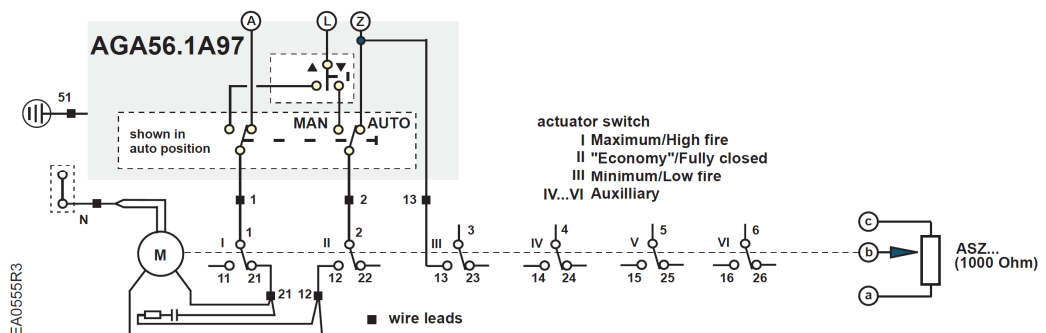 A L Z
AGA56.1A97
51
MAN AUTO
shown in
auto position
actuator switch
I Maximum/High fire
II "Economy"/Fully closed
III Minimum/Low fire
IV...VI Auxilliary
1 2 13
N
M
I 1 II 2 III 3 IV 4 V 5 VI 6
11 21 12 22 13 23 14 24 15 25 16 26
21 12
c
b
a
ASZ...
(1000 Ohm)
wire leads
EA0555R3